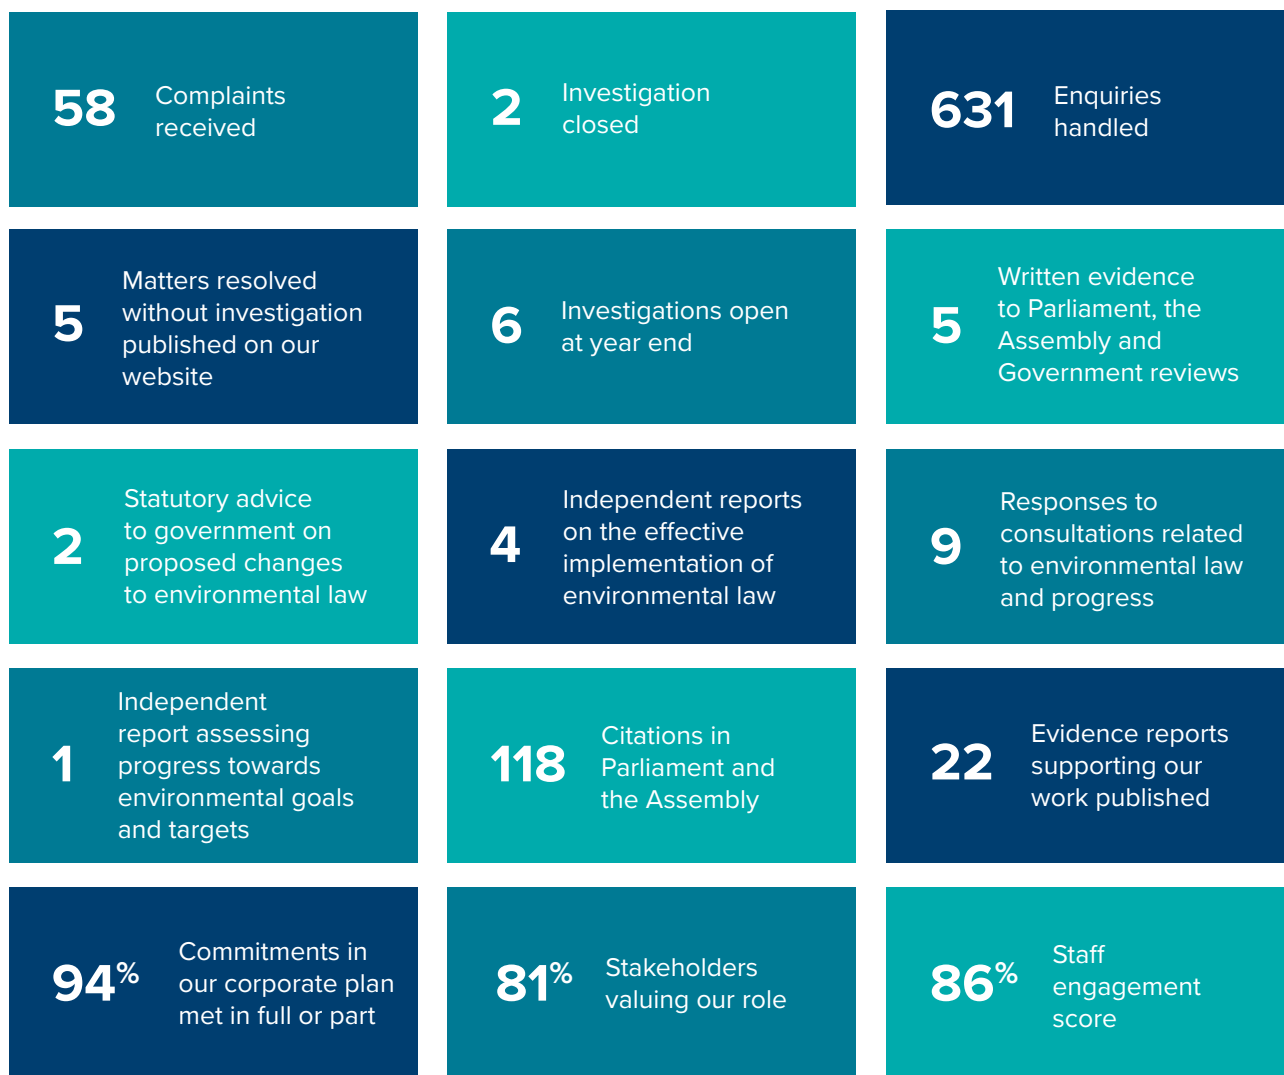 58
Complaints
received
2
Investigation
closed
631
Enquiries
handled
5
Matters resolved
without investigation
published on our
website
6
Investigations open
at year end
5
Written evidence
to Parliament, the
Assembly and
Government reviews
2
Statutory advice
to government on
proposed changes
to environmental law
4
Independent reports
on the effective
implementation of
environmental law
9
Responses to
consultations related
to environmental law
and progress
1
Independent
report assessing
progress towards
environmental goals
and targets
118
Citations in
Parliament and
the Assembly
22
Evidence reports
supporting our
work published
94%
Commitments in
our corporate plan
met in full or part
81%
Stakeholders
valuing our role
86%
Staff
engagement
score